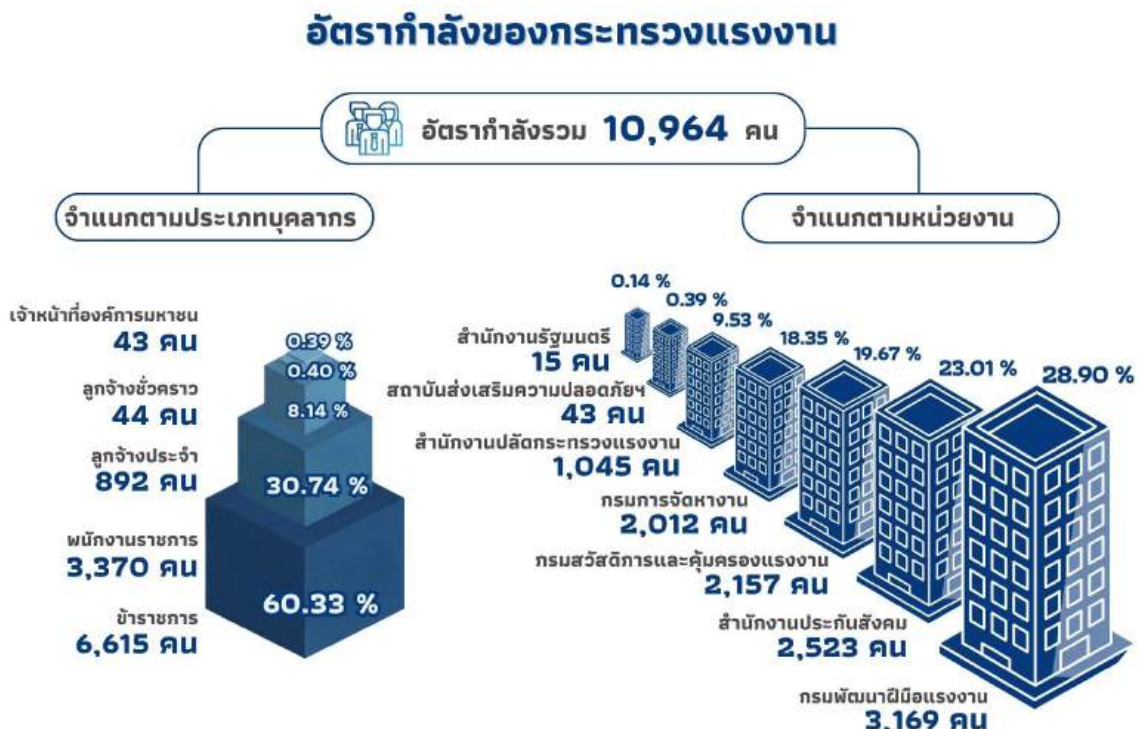 อัตรากำลังของกระทรวงแรงงาน
อัตรากำลังรวม 10,964 คน
จำแนกตามประเภทบุคลากร
เจ้าหน้าที่องค์การมหาชน
43 คน
0.39 %
ลูกจ้างชั่วคราว
44 คน
0.40 %
ลูกจ้างประจำ
892 คน
8.14 %
พนักงานราชการ
3,370 คน
30.74 %
ข้าราชการ
6,615 คน
60.33 %
จำแนกตามหน่วยงาน
0.14 %
สำนักงานรัฐมนตรี
15 คน
0.39 %
สถาบันส่งเสริมความปลอดภัยฯ
43 คน
9.53 %
สำนักงานปลัดกระทรวงแรงงาน
1,045 คน
18.35 %
กรมการจัดหางาน
2,012 คน
19.67 %
กรมสวัสดิการและคุ้มครองแรงงาน
2,157 คน
23.01 %
สำนักงานประกันสังคม
2,523 คน
28.90 %
กรมพัฒนาฝีมือแรงงาน
3,169 คน